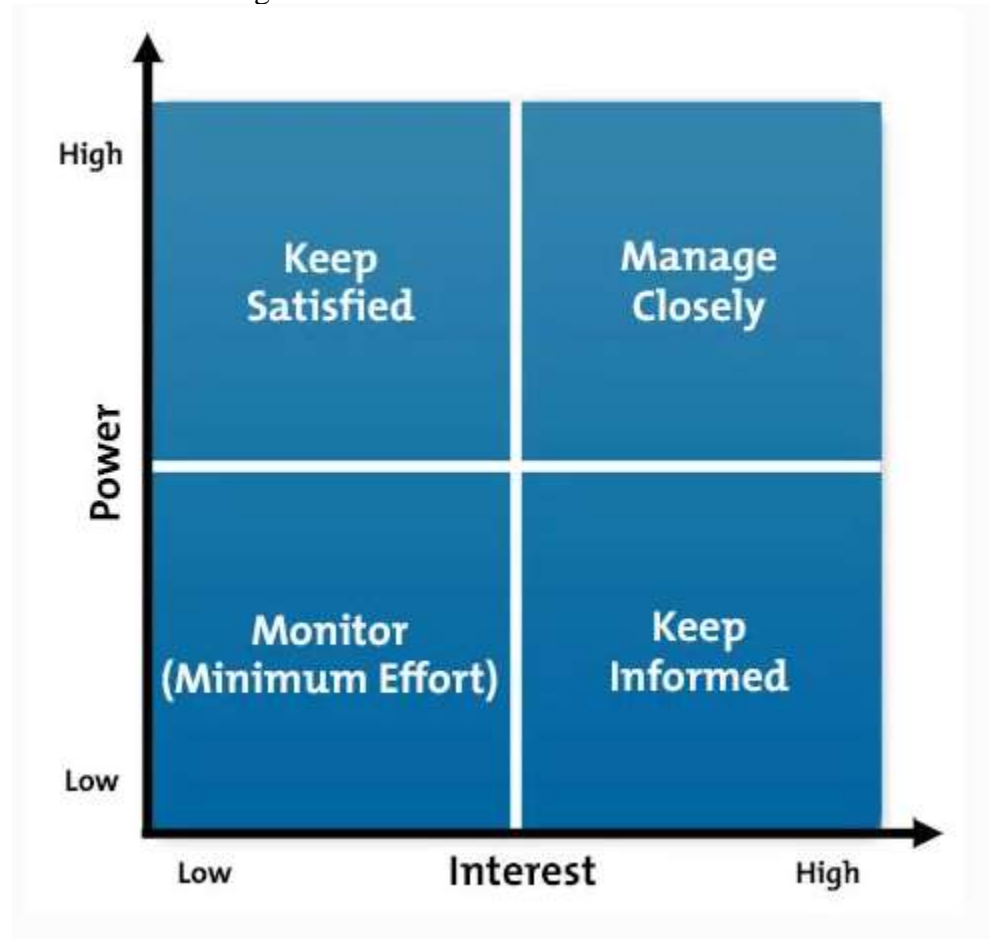 High
Keep
Satisfied
Manage
Closely
Power
Monitor
(Minimum Effort)
Keep
Informed
Low
Low
Interest
High